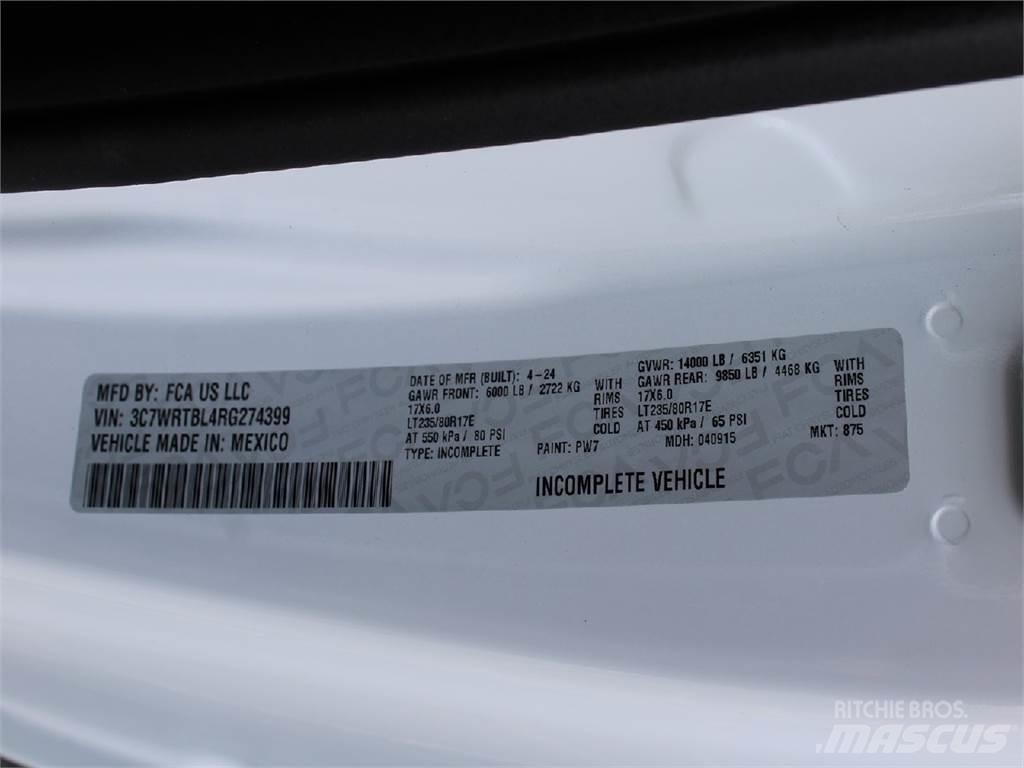 MFD BY: FCA US LLC
VIN: 3C7WRTBL4RG274399
VEHICLE MADE IN: MEXICO
DATE OF MFR (BUILT): 4-24
GAWR FRONT: 6000 LB / 2722 KG WITH
17X6.0 RIMS
LT235/80R17E TIRES
AT 550 kPa / 80 PSI COLD
TYPE: INCOMPLETE PAINT: PW7
GVWR: 14000 LB / 6351 KG
GAWR REAR: 9850 LB / 4468 KG WITH
17X6.0 RIMS
LT235/80R17E TIRES
AT 450 kPa / 65 PSI COLD
MDH: 040915 MKT: 875
INCOMPLETE VEHICLE
RITCHIE BROS.
MASCUS